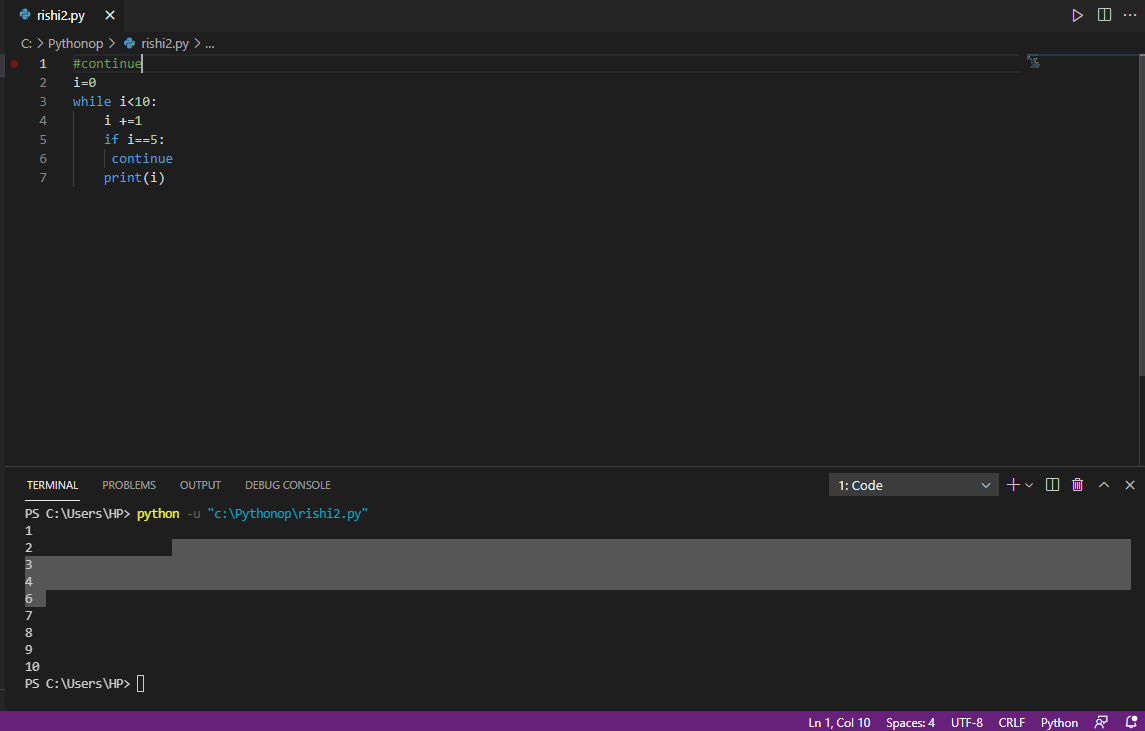 rishi2.py
C: > Pythonop > rishi2.py > ...
1 #continue
2 i=0
3 while i<10:
4     i +=1
5     if i==5:
6      continue
7     print(i)
TERMINAL PROBLEMS OUTPUT DEBUG CONSOLE 1: Code
PS C:\Users\HP> python -u "c:\Pythonop\rishi2.py"
1
2
3
4
6
7
8
9
10
PS C:\Users\HP>
Ln 1, Col 10 Spaces: 4 UTF-8 CRLF Python